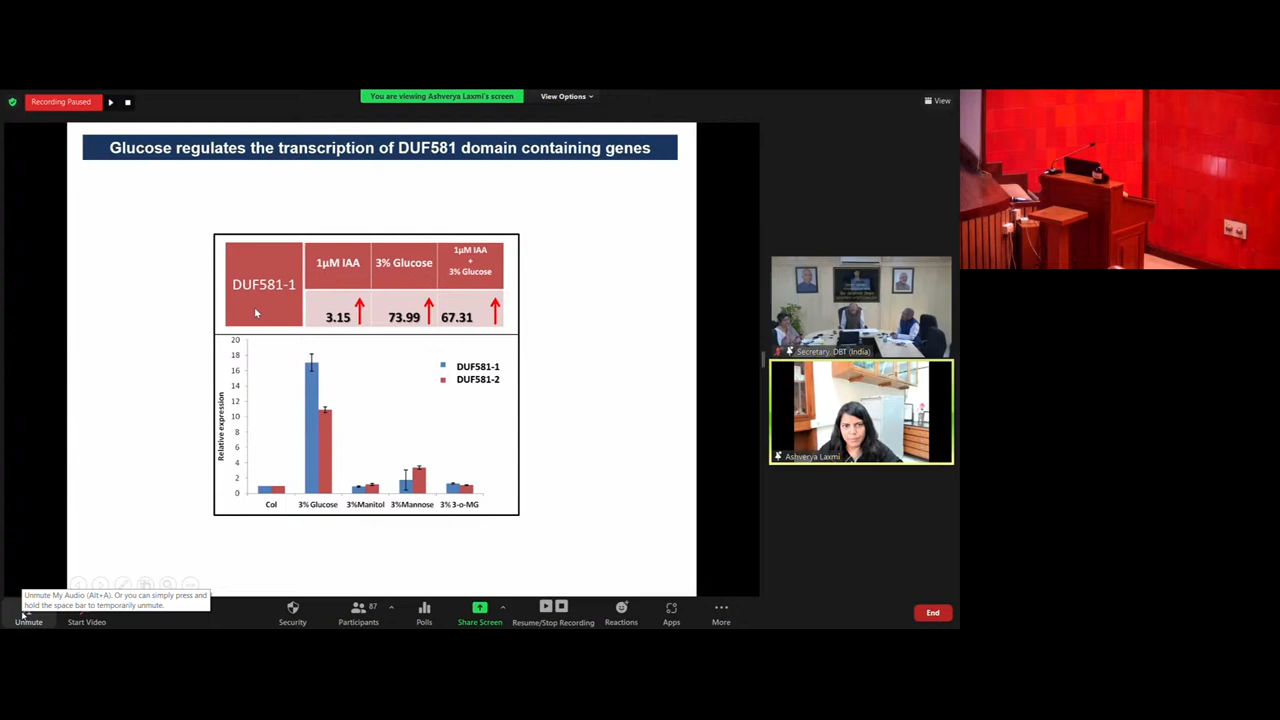 Recording Paused
You are viewing Ashverya Laxmi's screen
View Options
View
Glucose regulates the transcription of DUF581 domain containing genes
DUF581-1
1µM IAA
3% Glucose
1µM IAA
+
3% Glucose
3.15
73.99
67.31
Relative expression
20
18
16
14
12
10
8
6
4
2
0
DUF581-1
DUF581-2
Col
3% Glucose
3%Manitol
3%Mannose
3% 3-o-MG
Secretary, DBT (India)
Ashverya Laxmi
Unmute My Audio (Alt+A). Or you can simply press and
hold the space bar to temporarily unmute.
Unmute
Start Video
Security
Participants
87
Polls
Share Screen
Resume/Stop Recording
Reactions
Apps
More
End